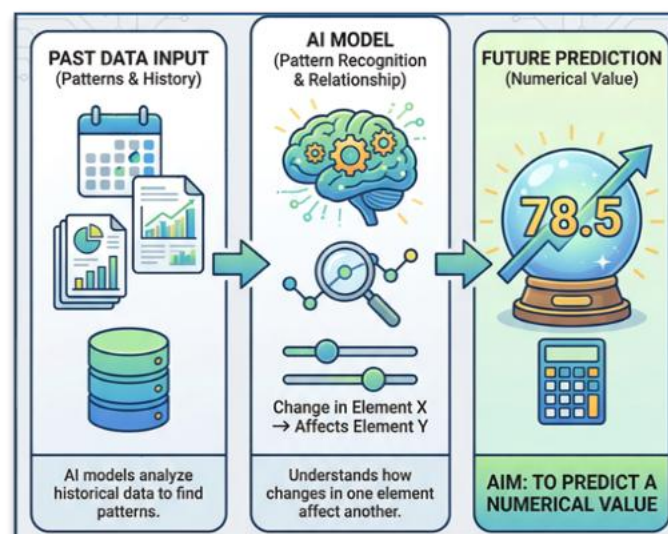 PAST DATA INPUT
(Patterns & History)
AI models analyze
historical data to find
patterns.
AI MODEL
(Pattern Recognition
& Relationship)
Change in Element X
→ Affects Element Y
Understands how
changes in one element
affect another.
FUTURE PREDICTION
(Numerical Value)
78.5
AIM: TO PREDICT A
NUMERICAL VALUE